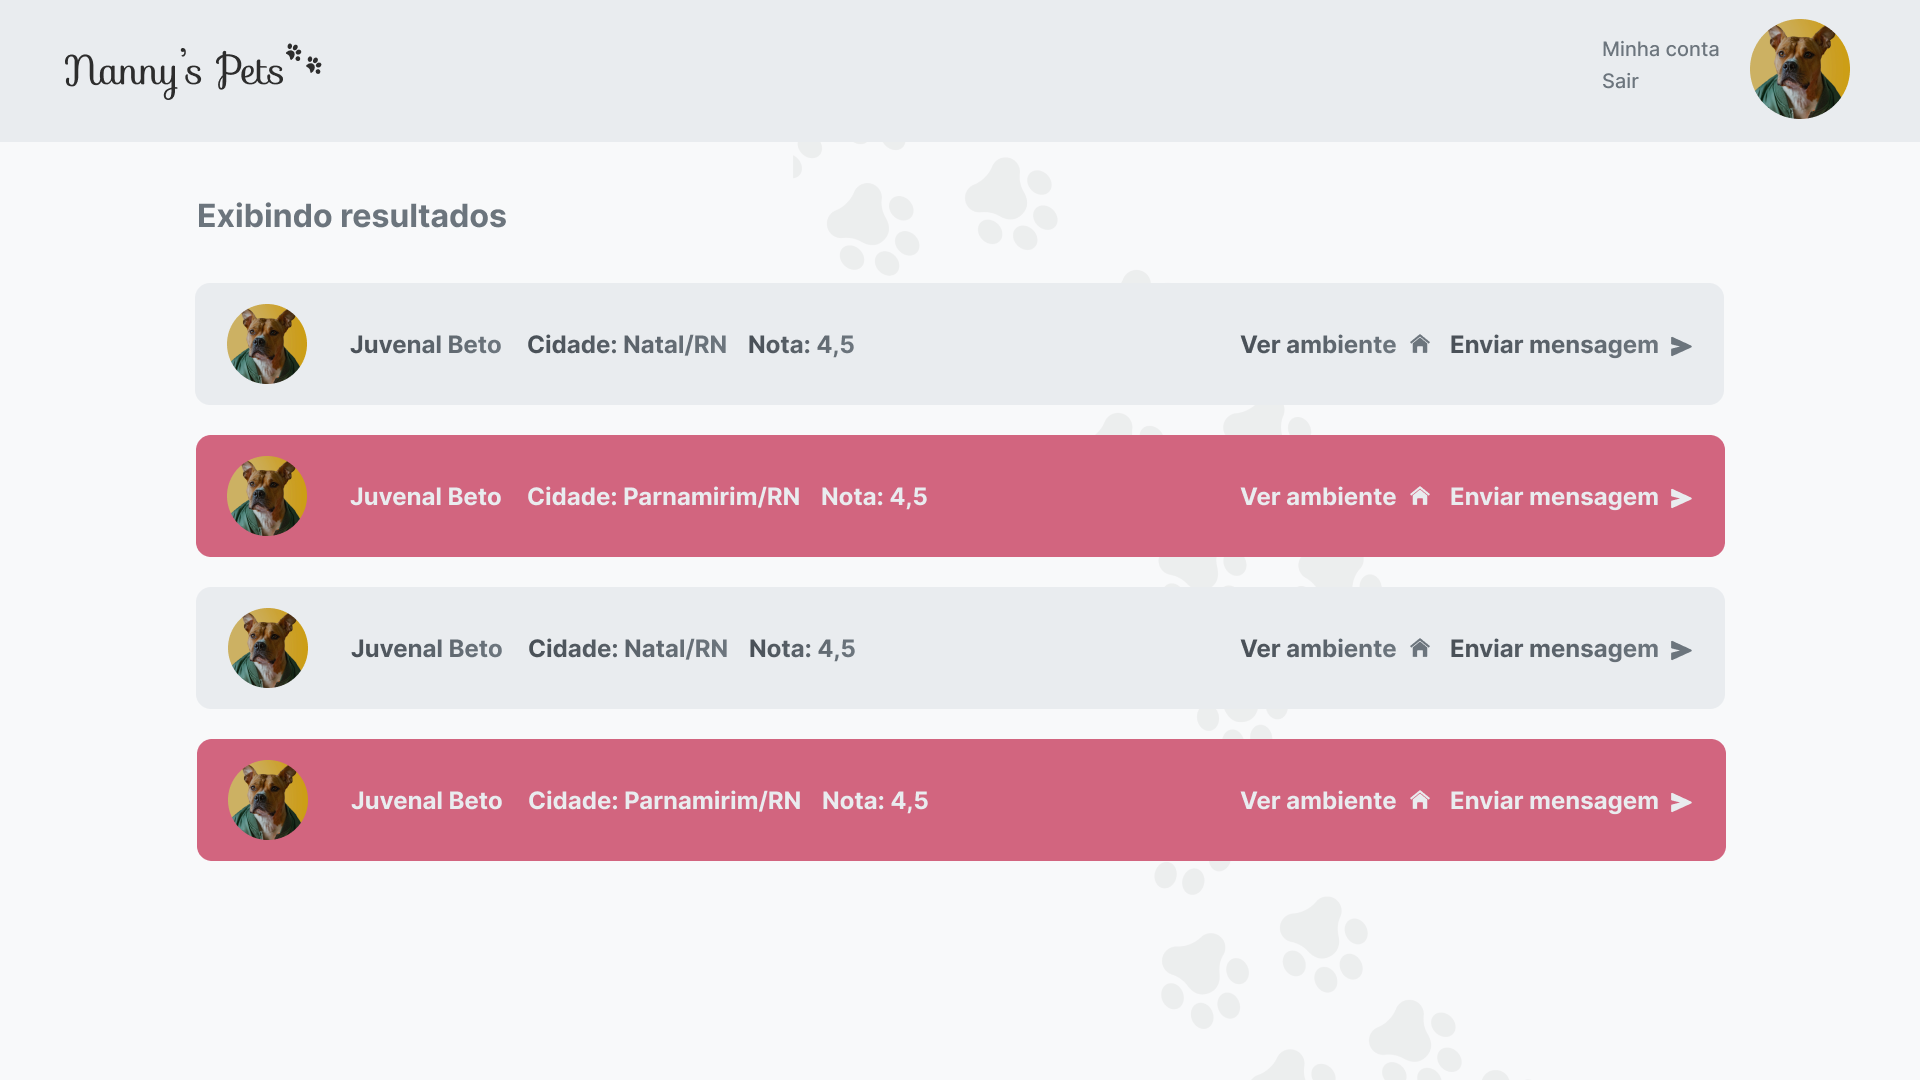 Nanny's Pets
Minha conta
Sair
Exibindo resultados
Juvenal Beto Cidade: Natal/RN Nota: 4,5 Ver ambiente Enviar mensagem
Juvenal Beto Cidade: Parnamirim/RN Nota: 4,5 Ver ambiente Enviar mensagem
Juvenal Beto Cidade: Natal/RN Nota: 4,5 Ver ambiente Enviar mensagem
Juvenal Beto Cidade: Parnamirim/RN Nota: 4,5 Ver ambiente Enviar mensagem